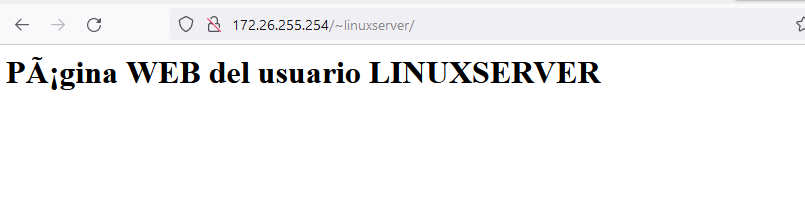 172.26.255.254/~linuxserver/
PÃ¡gina WEB del usuario LINUXSERVER